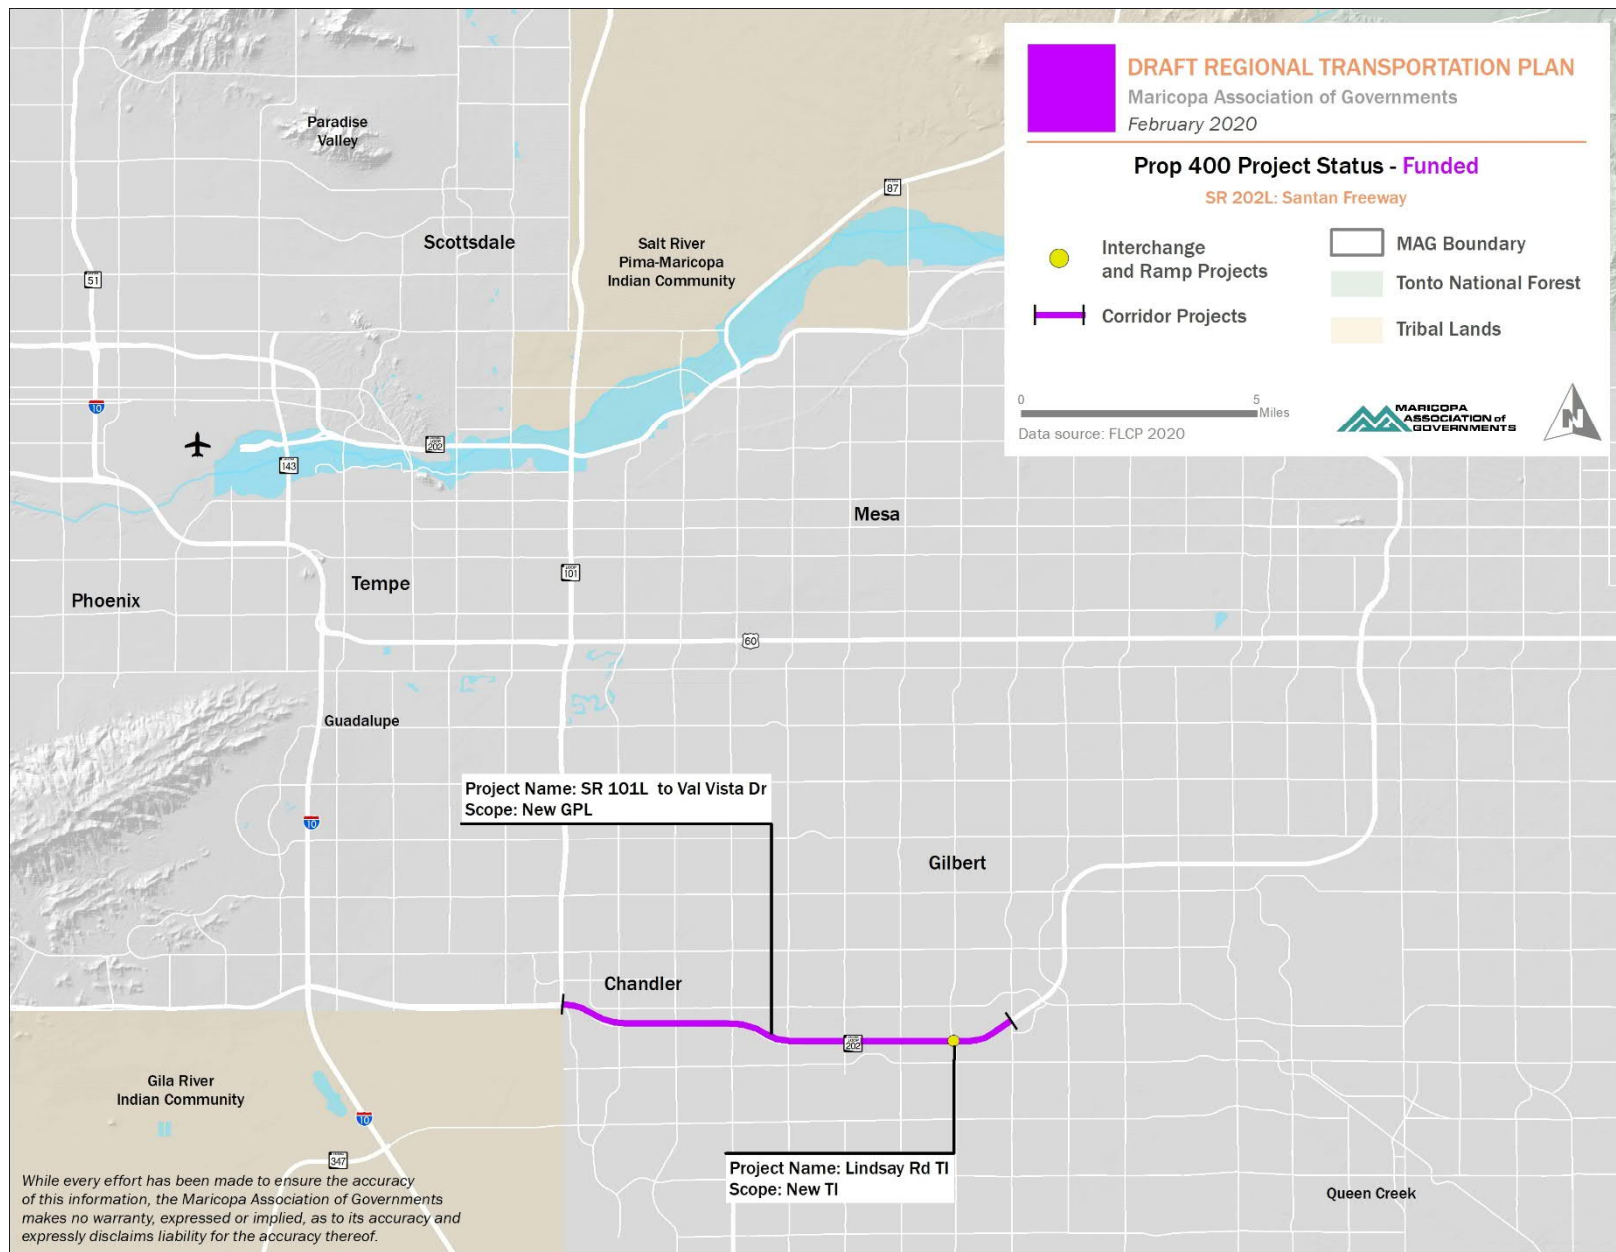 DRAFT REGIONAL TRANSPORTATION PLAN
Maricopa Association of Governments
February 2020
Prop 400 Project Status - Funded
SR 202L: Santan Freeway
Interchange
and Ramp Projects
Corridor Projects
MAG Boundary
Tonto National Forest
Tribal Lands
0 5
Miles
Data source: FLCP 2020
MARICOPA
ASSOCIATION of
GOVERNMENTS
N
Paradise
Valley
87
Scottsdale
Salt River
Pima-Maricopa
Indian Community
51
10
LOOP
202
143
Mesa
LOOP
101
Tempe
Phoenix
60
Guadalupe
Project Name: SR 101L to Val Vista Dr
Scope: New GPL
10
Gilbert
Chandler
202
Gila River
Indian Community
10
347
Project Name: Lindsay Rd TI
Scope: New TI
Queen Creek
While every effort has been made to ensure the accuracy
of this information, the Maricopa Association of Governments
makes no warranty, expressed or implied, as to its accuracy and
expressly disclaims liability for the accuracy thereof.